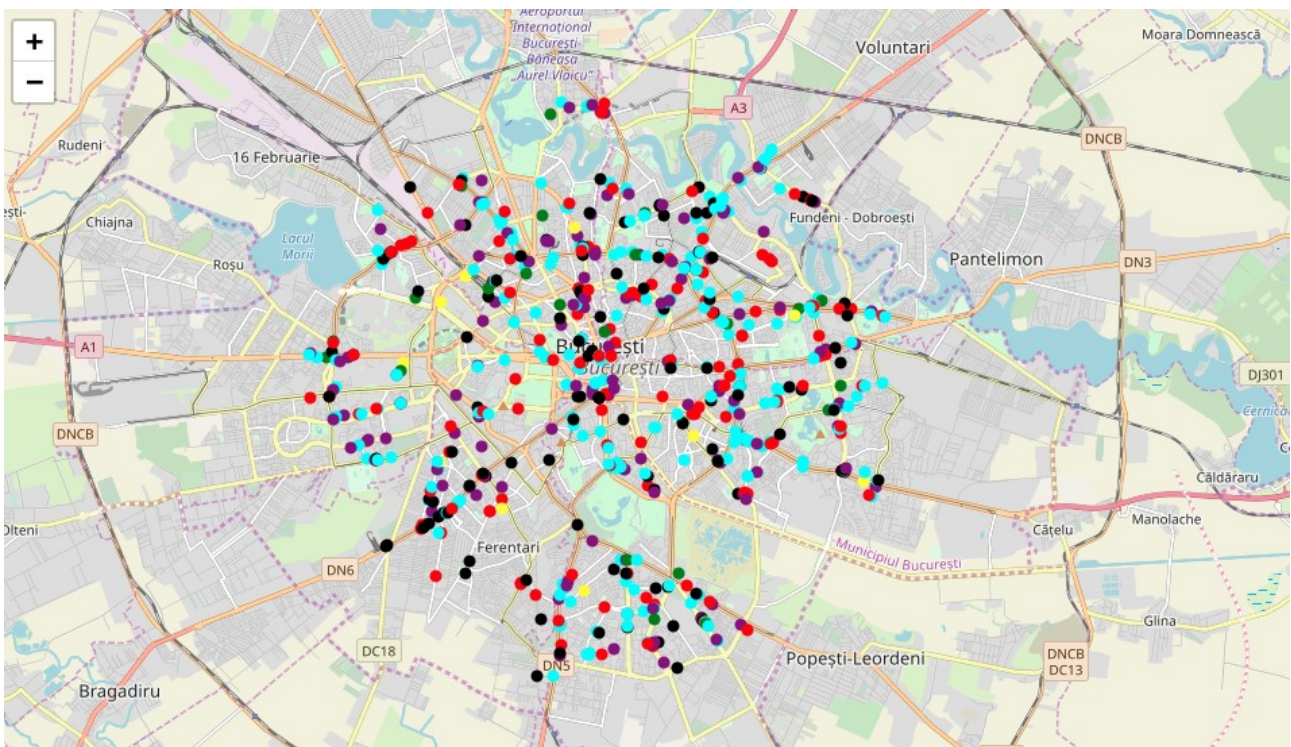 +
−
Aeroportul
Internațional
București-
Băneasa
„Aurel Vlaicu”
Voluntari
Moara Domnească
A3
DNCB
Rudeni
16 Februarie
Chiajna
Fundeni - Dobroești
Lacul
Morii
Roșu
Pantelimon
DN3
A1
București
București
DJ301
Cernica
DNCB
Căldăraru
Olteni
Manolache
Cățelu
Municipiul București
Ferentari
DN6
Glina
DC18
DN5
Popești-Leordeni
DNCB
DC13
Bragadiru